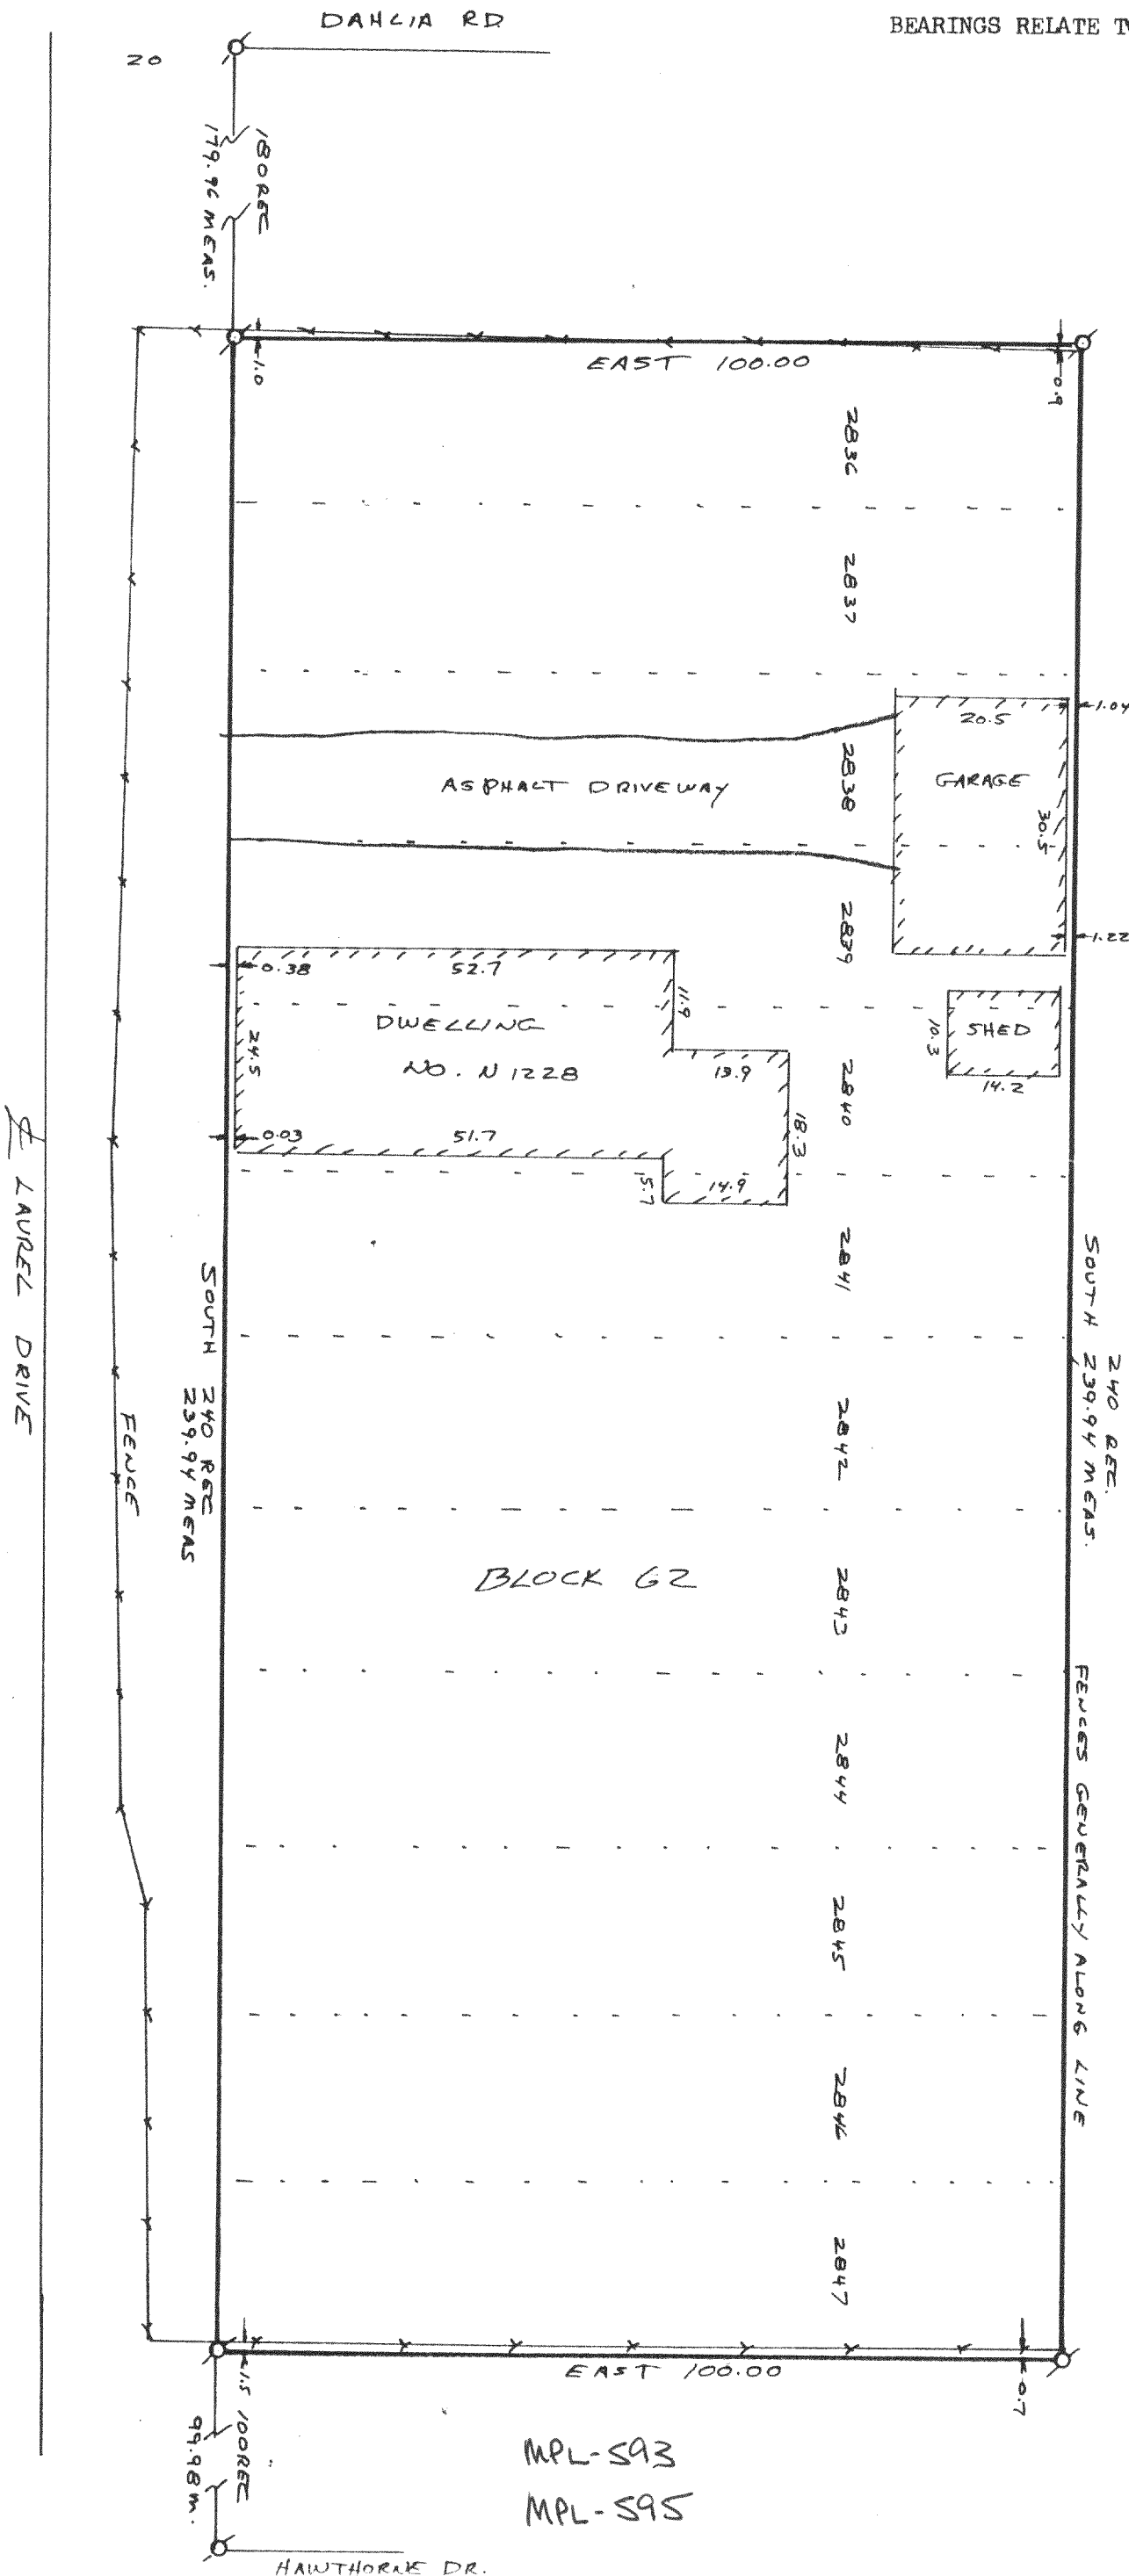 DAHLIA RD
BEARINGS RELATE T
20
180 REC
179.96 MEAS.
1.0
EAST 100.00
0.9
2836
2837
1.04
20.5
GARAGE
30.5
ASPHALT DRIVEWAY
2838
1.22
2839
0.38
52.7
11.9
DWELLING
NO. N 1228
24.5
13.9
18.3
10.3
SHED
14.2
2840
0.03
51.7
15.7
14.9
2841
℄ LAUREL DRIVE
FENCE
SOUTH 240 REC
239.94 MEAS
240 REC.
SOUTH 239.94 MEAS.
2842
BLOCK 62
2843
FENCES GENERALLY ALONG LINE
2844
2845
2846
2847
EAST 100.00
1.5
0.7
100 REC
99.98 M.
MPL-593
MPL-595
HAWTHORNE DR.